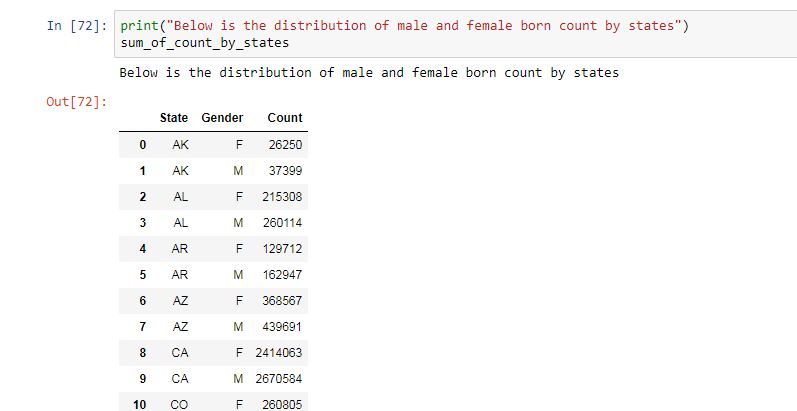 In [72]: print("Below is the distribution of male and female born count by states")
sum_of_count_by_states
Below is the distribution of male and female born count by states
Out[72]:
State Gender Count
0 AK F 26250
1 AK M 37399
2 AL F 215308
3 AL M 260114
4 AR F 129712
5 AR M 162947
6 AZ F 368567
7 AZ M 439691
8 CA F 2414063
9 CA M 2670584
10 CO F 260805